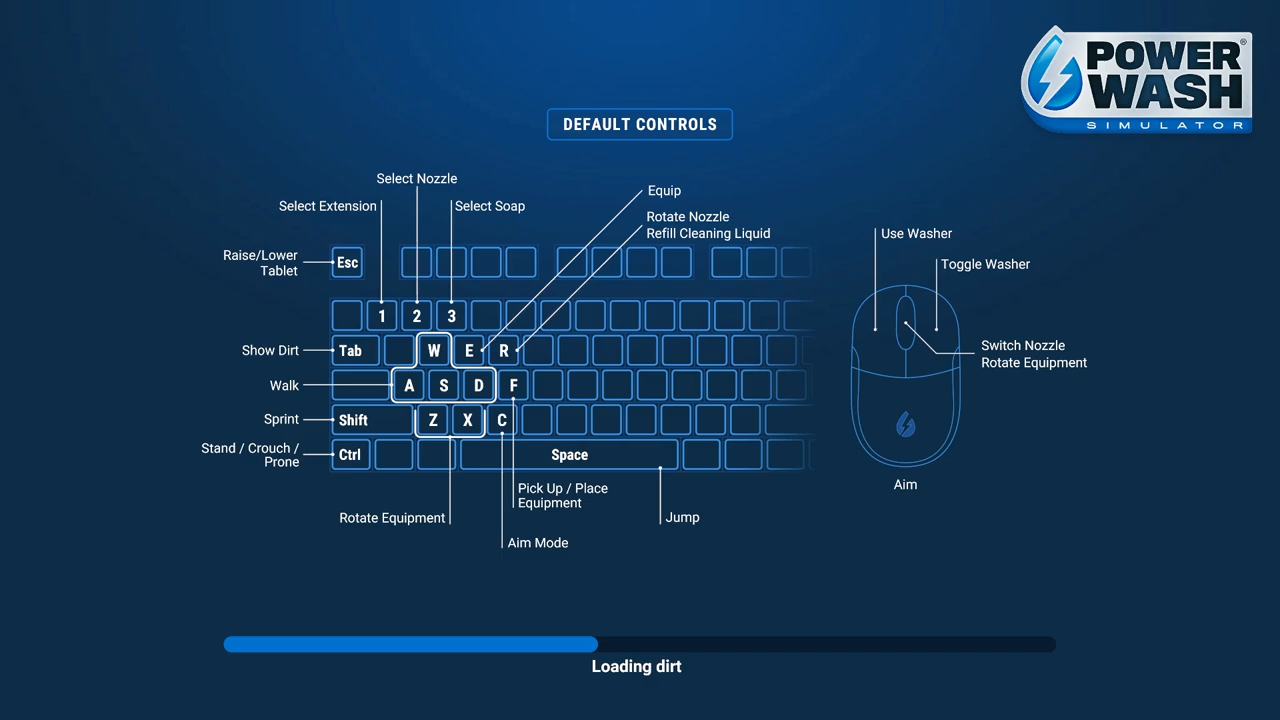 POWER
WASH
®
SIMULATOR
DEFAULT CONTROLS
Select Nozzle
Select Extension
Select Soap
Equip
Rotate Nozzle
Refill Cleaning Liquid
Raise/Lower
Tablet
Esc
1 2 3
Show Dirt
Tab W E R
Walk
A S D F
Sprint
Shift Z X C
Stand / Crouch /
Prone
Ctrl Space
Pick Up / Place
Equipment
Rotate Equipment
Jump
Aim Mode
Use Washer
Toggle Washer
Switch Nozzle
Rotate Equipment
Aim
Loading dirt